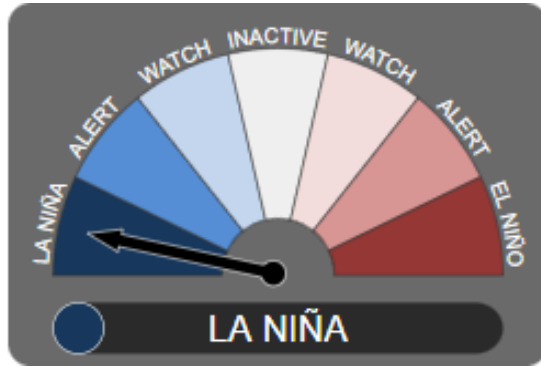 LA NIÑA
ALERT
WATCH
INACTIVE
WATCH
ALERT
EL NIÑO
LA NIÑA